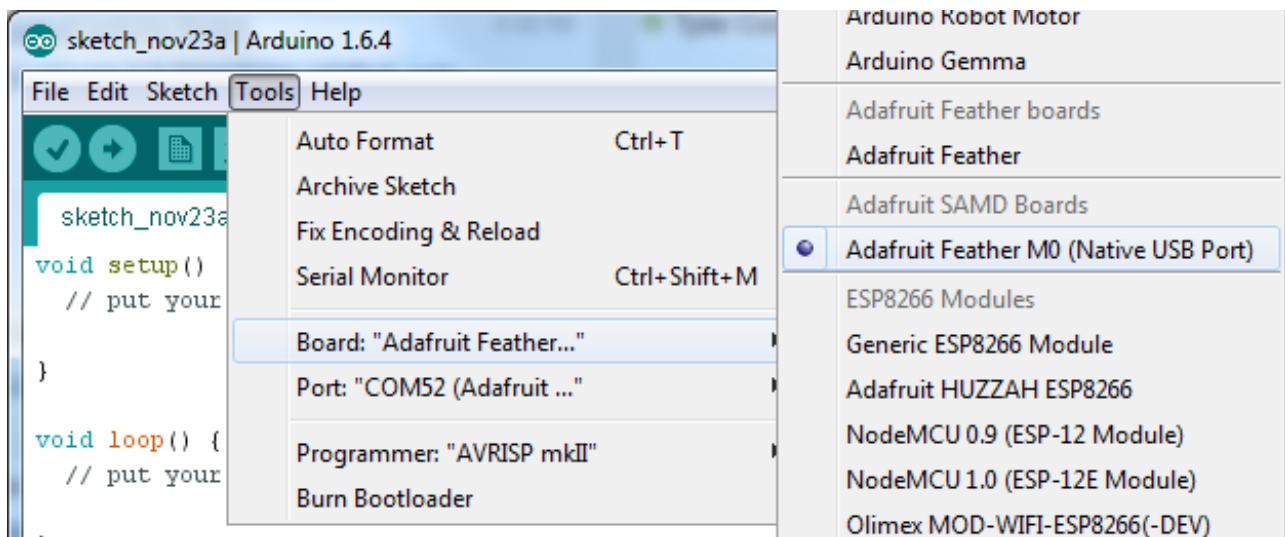 sketch_nov23a | Arduino 1.6.4
File Edit Sketch Tools Help
sketch_nov23a
void setup()
// put your
}
void loop() {
// put your
Auto Format Ctrl+T
Archive Sketch
Fix Encoding & Reload
Serial Monitor Ctrl+Shift+M
Board: "Adafruit Feather..."
Port: "COM52 (Adafruit ..."
Programmer: "AVRISP mkII"
Burn Bootloader
Arduino Robot Motor
Arduino Gemma
Adafruit Feather boards
Adafruit Feather
Adafruit SAMD Boards
Adafruit Feather M0 (Native USB Port)
ESP8266 Modules
Generic ESP8266 Module
Adafruit HUZZAH ESP8266
NodeMCU 0.9 (ESP-12 Module)
NodeMCU 1.0 (ESP-12E Module)
Olimex MOD-WIFI-ESP8266(-DEV)